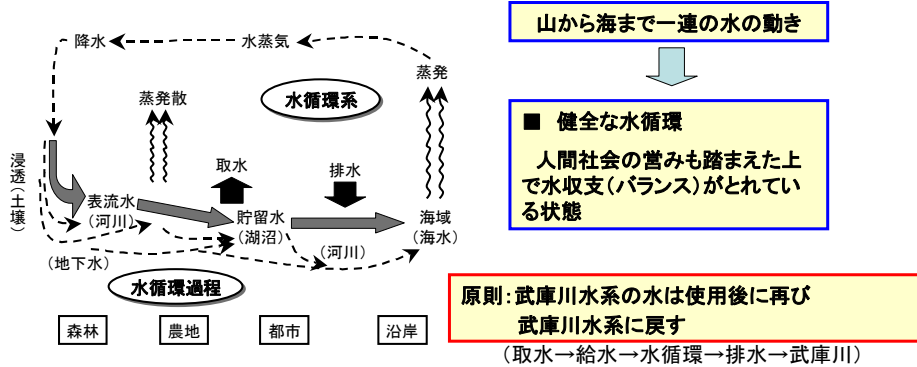 降水
水蒸気
蒸発
蒸発散
水循環系
浸透(土壌)
取水
排水
表流水
(河川)
貯留水
(湖沼)
(河川)
海域
(海水)
(地下水)
水循環過程
森林
農地
都市
沿岸
山から海まで一連の水の動き
■ 健全な水循環
人間社会の営みも踏まえた上
で水収支(バランス)がとれてい
る状態
原則:武庫川水系の水は使用後に再び
武庫川水系に戻す
(取水→給水→水循環→排水→武庫川)